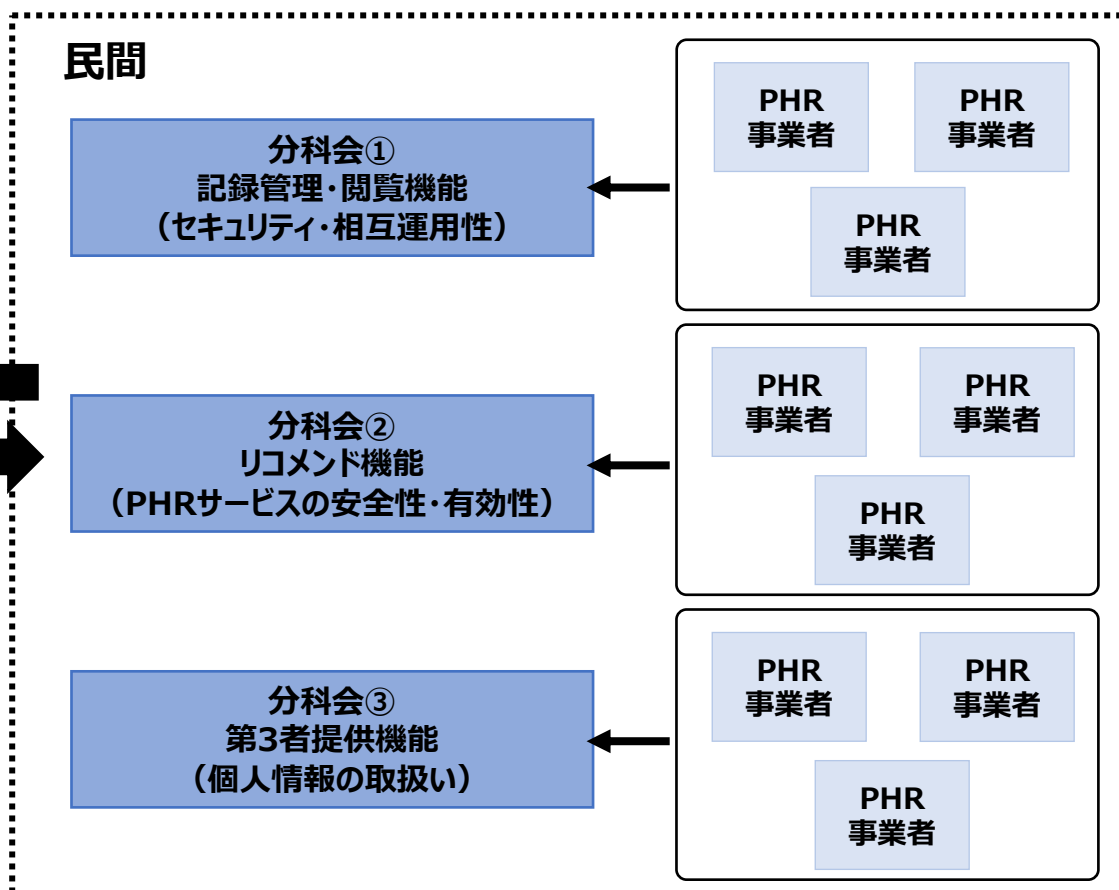 民間
分科会①
記録管理・閲覧機能
（セキュリティ・相互運用性）
PHR
事業者
PHR
事業者
PHR
事業者
分科会②
リコメンド機能
（PHRサービスの安全性・有効性）
PHR
事業者
PHR
事業者
PHR
事業者
分科会③
第3者提供機能
（個人情報の取扱い）
PHR
事業者
PHR
事業者
PHR
事業者